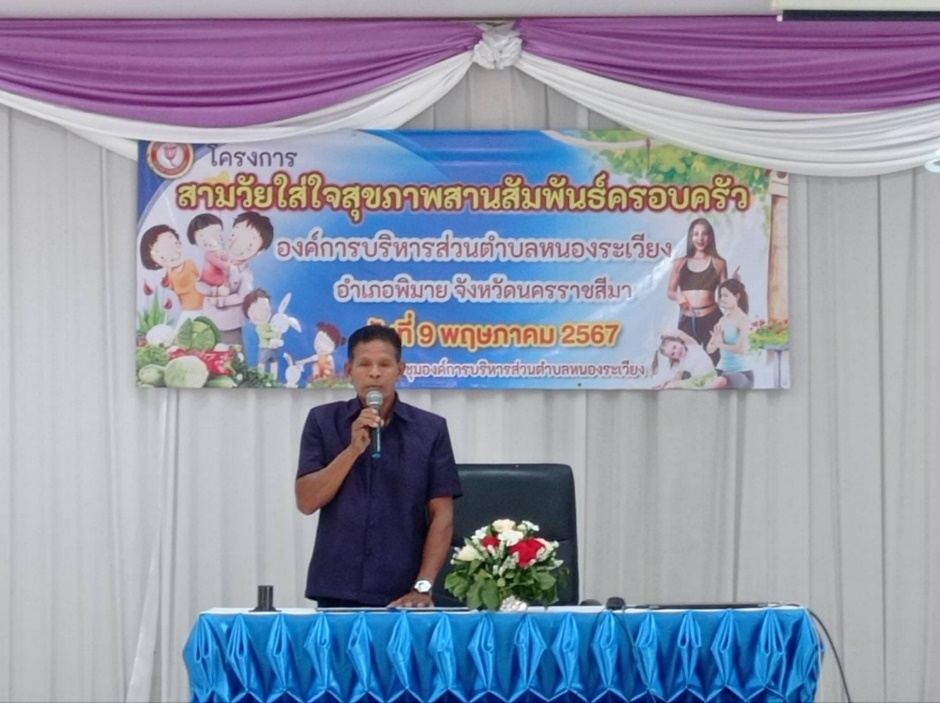 โครงการ
สามวัยใส่ใจสุขภาพสานสัมพันธ์ครอบครัว
องค์การบริหารส่วนตำบลหนองระเวียง
อำเภอพิมาย จังหวัดนครราชสีมา
ที่ 9 พฤษภาคม 2567
องค์การบริหารส่วนตำบลหนองระเวียง